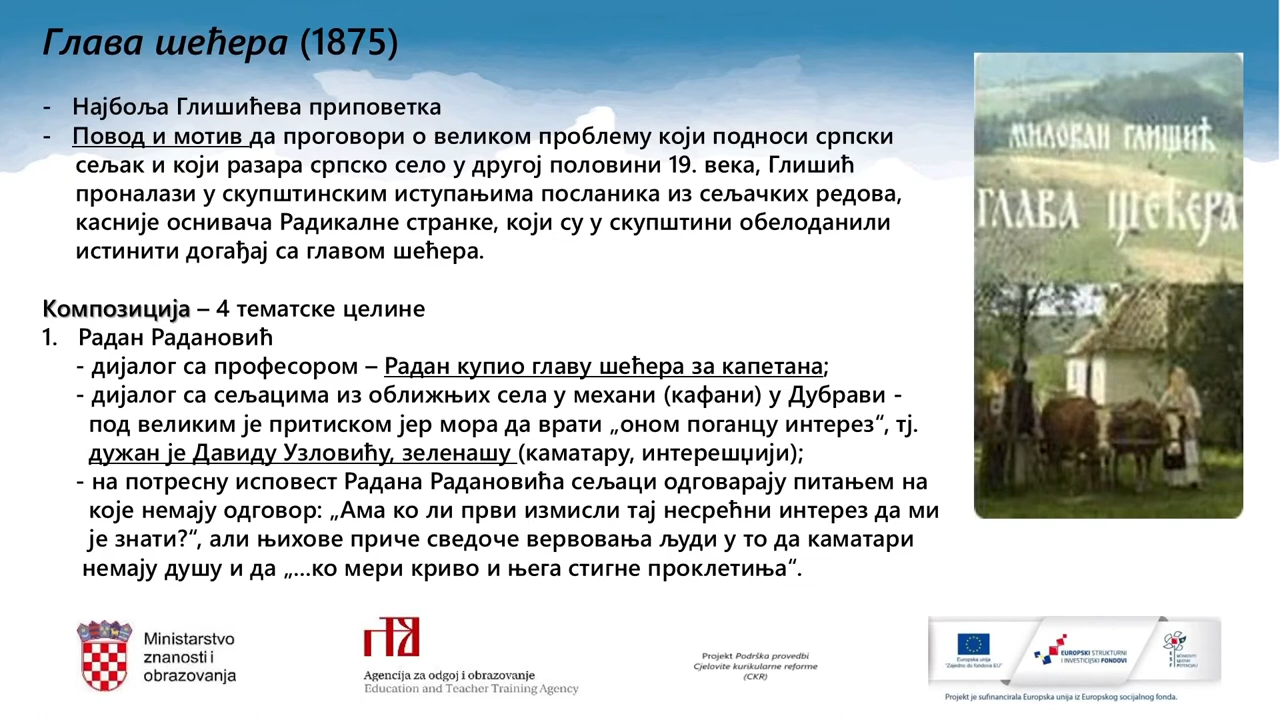 Глава шећера (1875)
- Најбоља Глишићева приповетка
- Повод и мотив да проговори о великом проблему који подноси српски
сељак и који разара српско село у другој половини 19. века, Глишић
проналази у скупштинским иступањима посланика из сељачких редова,
касније оснивача Радикалне странке, који су у скупштини обелоданили
истинити догађај са главом шећера.
Композиција – 4 тематске целине
1. Радан Радановић
- дијалог са професором – Радан купио главу шећера за капетана;
- дијалог са сељацима из оближњих села у механи (кафани) у Дубрави -
под великим је притиском јер мора да врати „оном поганцу интерез“, тј.
дужан је Давиду Узловићу, зеленашу (каматару, интерешџији);
- на потресну исповест Радана Радановића сељаци одговарају питањем на
које немају одговор: „Ама ко ли први измисли тај несрећни интерез да ми
је знати?“, али њихове приче сведоче вервовања људи у то да каматари
немају душу и да „...ко мери криво и њега стигне проклетиња“.
МИЛОВАН ГЛИШИЋ
ГЛАВА ШЕЋЕРА
Ministarstvo
znanosti i
obrazovanja
Agencija za odgoj i obrazovanje
Education and Teacher Training Agency
Projekt Podrška provedbi
Cjelovite kurikularne reforme
(CKR)
Europska unija
"Zajedno do fondova EU"
EUROPSKI STRUKTURNI
I INVESTICIJSKI FONDOVI
Projekt je sufinancirala Europska unija iz Europskog socijalnog fonda.